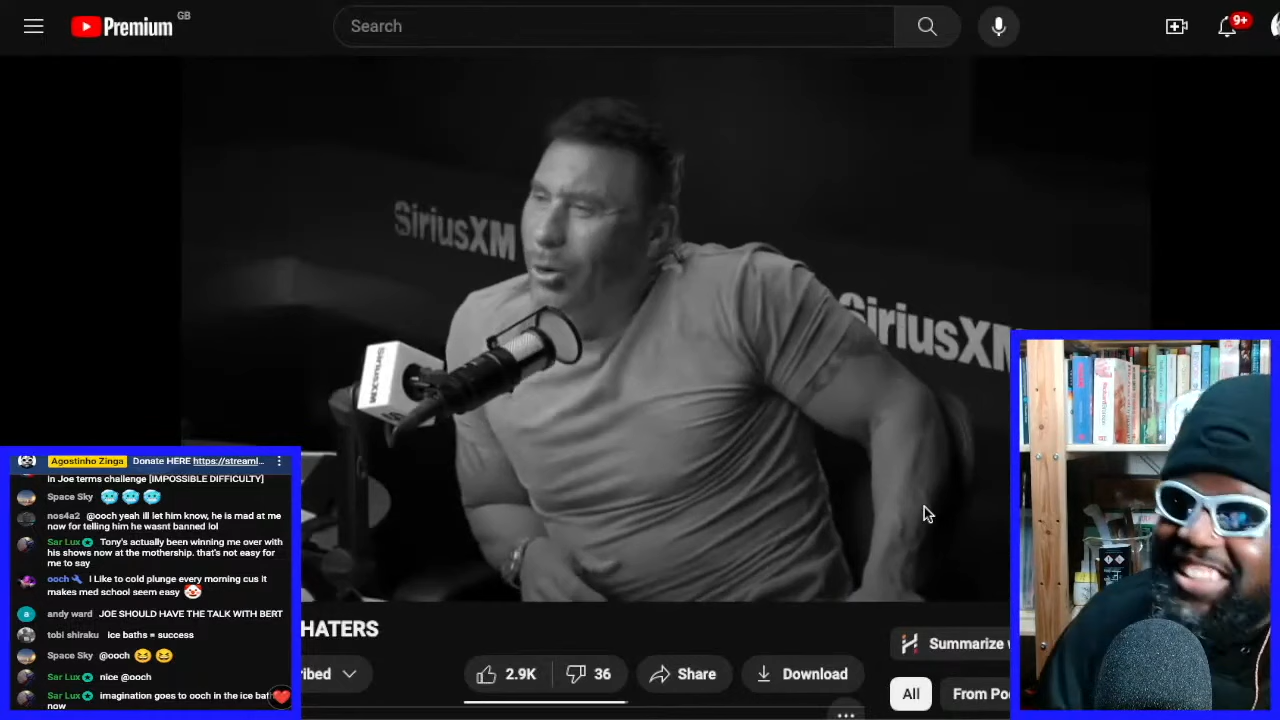 Premium GB
Search
9+
SiriusXM
SiriusXM
SiriusXM
Agostinho Zinga Donate HERE https://streaml...
In Joe terms challenge [IMPOSSIBLE DIFFICULTY]
Space Sky
nos4a2 @ooch yeah ill let him know, he is mad at me
now for telling him he wasnt banned lol
Sar Lux Tony's actually been winning me over with
his shows now at the mothership. that's not easy for
me to say
ooch I Like to cold plunge every morning cus it
makes med school seem easy
a andy ward JOE SHOULD HAVE THE TALK WITH BERT
tobi shiraku ice baths = success
Space Sky @ooch
Sar Lux nice @ooch
Sar Lux imagination goes to ooch in the ice bath
now
HATERS
ribed
2.9K
36
Share
Download
Summarize
All
From Po